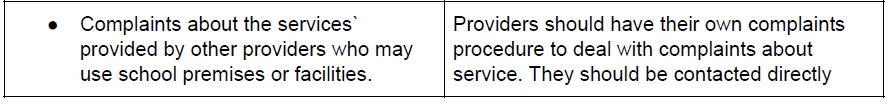 ● Complaints about the services`
provided by other providers who may
use school premises or facilities.
Providers should have their own complaints
procedure to deal with complaints about
service. They should be contacted directly